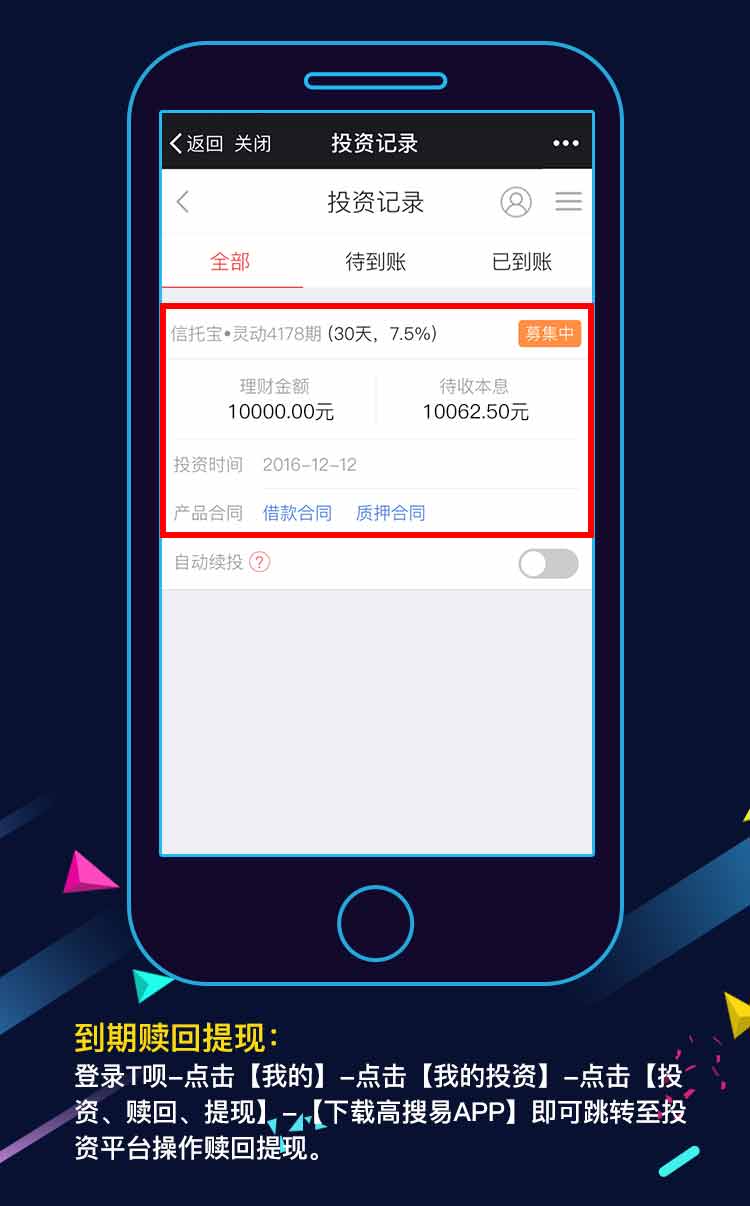 返回 关闭 投资记录 •••
投资记录
全部 待到账 已到账
信托宝•灵动4178期 (30天，7.5%) 募集中
理财金额 待收本息
10000.00元 10062.50元
投资时间 2016-12-12
产品合同 借款合同 质押合同
自动续投 ?
到期赎回提现：
登录T呗-点击【我的】-点击【我的投资】-点击【投
资、赎回、提现】-【下载高搜易APP】即可跳转至投
资平台操作赎回提现。